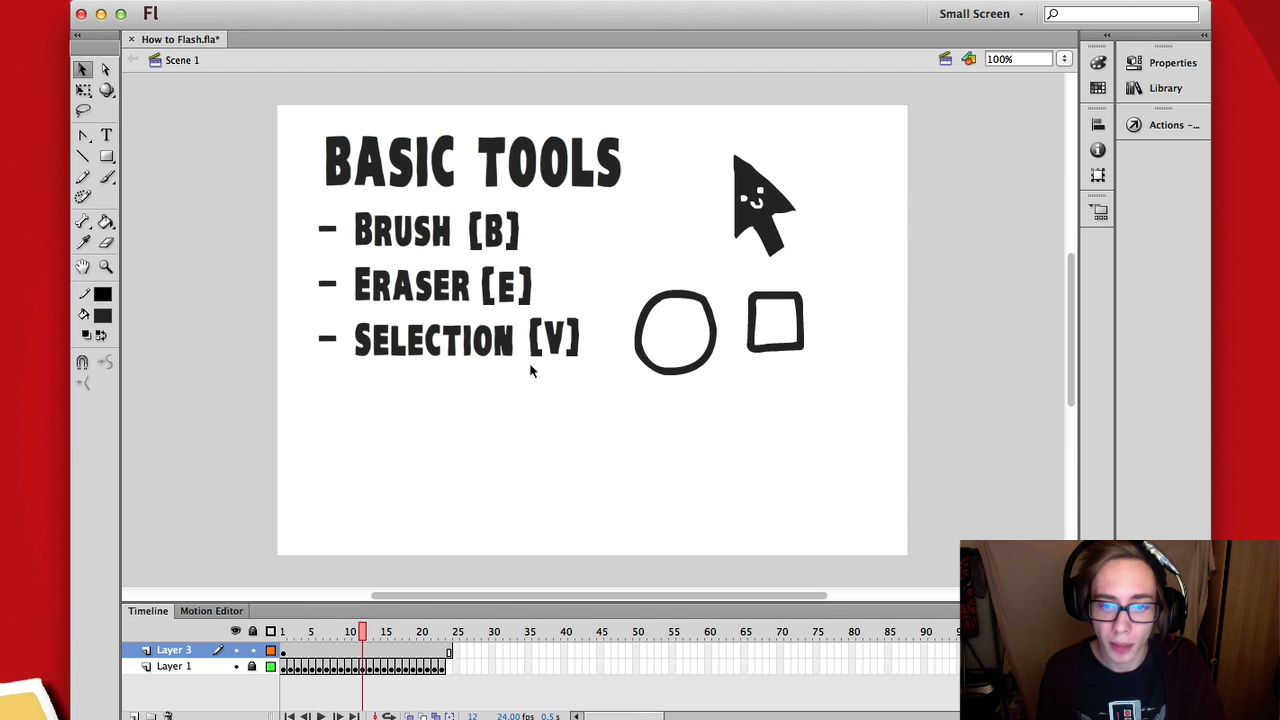 Fl
Small Screen
How to Flash.fla*
Scene 1
100%
Properties
Library
Actions -...
BASIC TOOLS
- BRUSH [B]
- ERASER [E]
- SELECTION [V]
Timeline
Motion Editor
1 5 10 15 20 25 30 35 40 45 50 55 60 65 70 75 80 85 90 9
Layer 3
Layer 1
12 24.00 fps 0.5 s